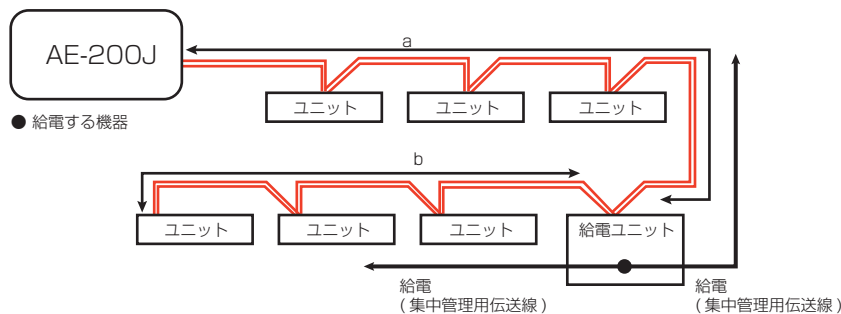 AE-200J
a
ユニット
ユニット
ユニット
● 給電する機器
b
ユニット
ユニット
ユニット
給電ユニット
給電
( 集中管理用伝送線 )
給電
( 集中管理用伝送線 )